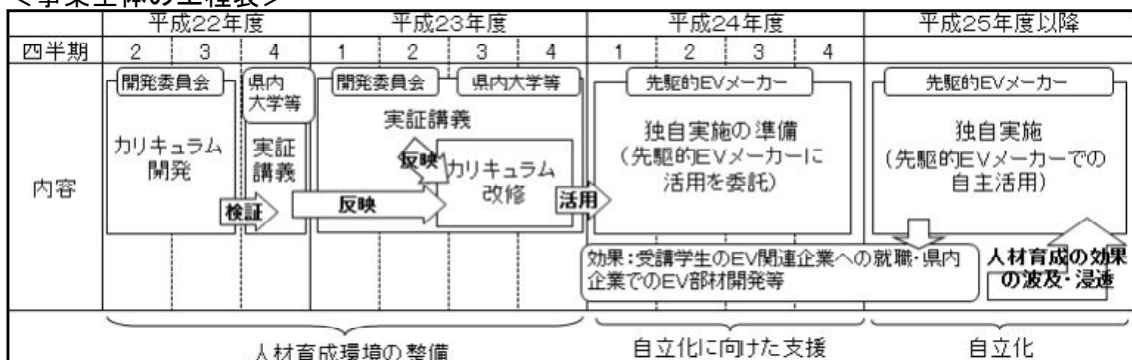 ＜事業全体の工程表＞
平成22年度 平成23年度 平成24年度 平成25年度以降
四半期 2 3 4 1 2 3 4 1 2 3 4
内容
開発委員会
カリキュラム
開発
検証
県内
大学等
実証
講義
反映
開発委員会 県内大学等
実証講義
反映
カリキュラム
改修
活用
先駆的EVメーカー
独自実施の準備
（先駆的EVメーカーに
活用を委託）
先駆的EVメーカー
独自実施
（先駆的EVメーカーでの
自主活用）
効果：受講学生のEV関連企業への就職・県内
企業でのEV部材開発等
人材育成の効果
の波及・浸透
人材育成環境の整備 自立化に向けた支援 自立化